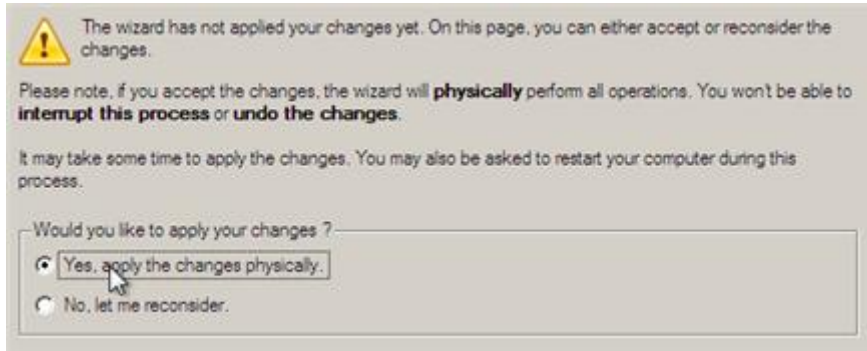 The wizard has not applied your changes yet. On this page, you can either accept or reconsider the
changes.
Please note, if you accept the changes, the wizard will physically perform all operations. You won't be able to
interrupt this process or undo the changes.
It may take some time to apply the changes. You may also be asked to restart your computer during this
process.
Would you like to apply your changes ?
Yes, apply the changes physically.
No, let me reconsider.